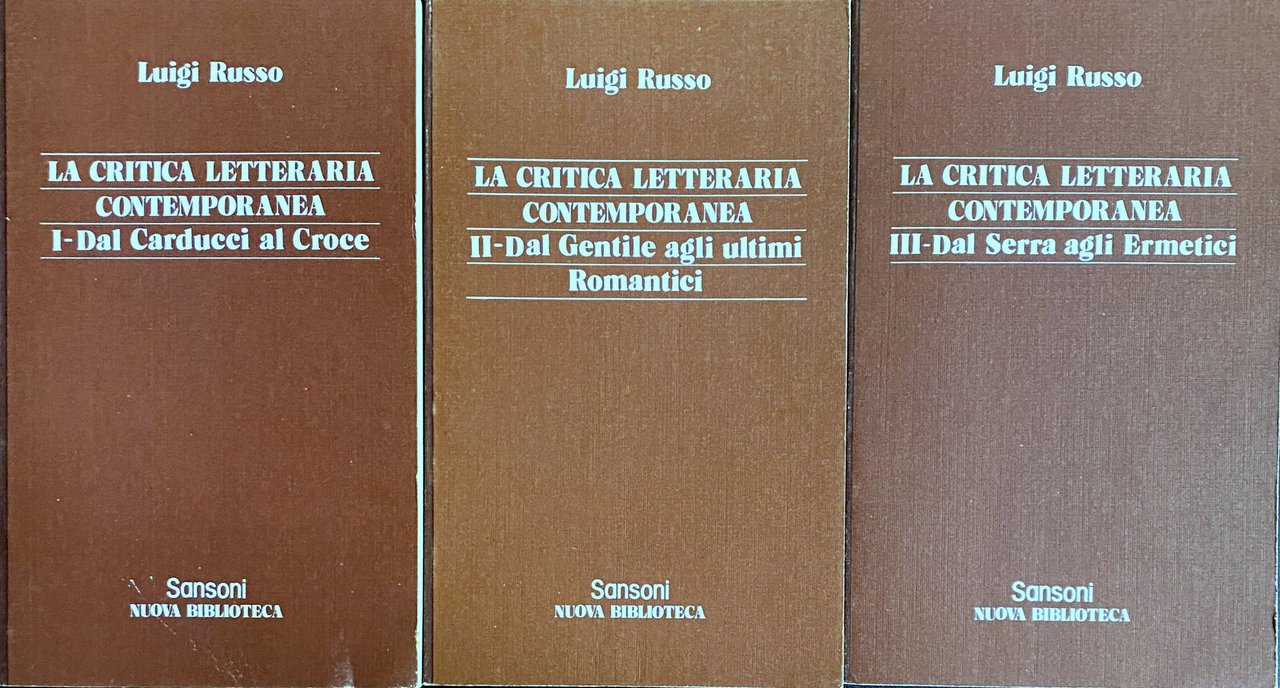 Luigi Russo
LA CRITICA LETTERARIA
CONTEMPORANEA
I-Dal Carducci al Croce
Sansoni
NUOVA BIBLIOTECA
Luigi Russo
LA CRITICA LETTERARIA
CONTEMPORANEA
II-Dal Gentile agli ultimi
Romantici
Sansoni
NUOVA BIBLIOTECA
Luigi Russo
LA CRITICA LETTERARIA
CONTEMPORANEA
III-Dal Serra agli Ermetici
Sansoni
NUOVA BIBLIOTECA